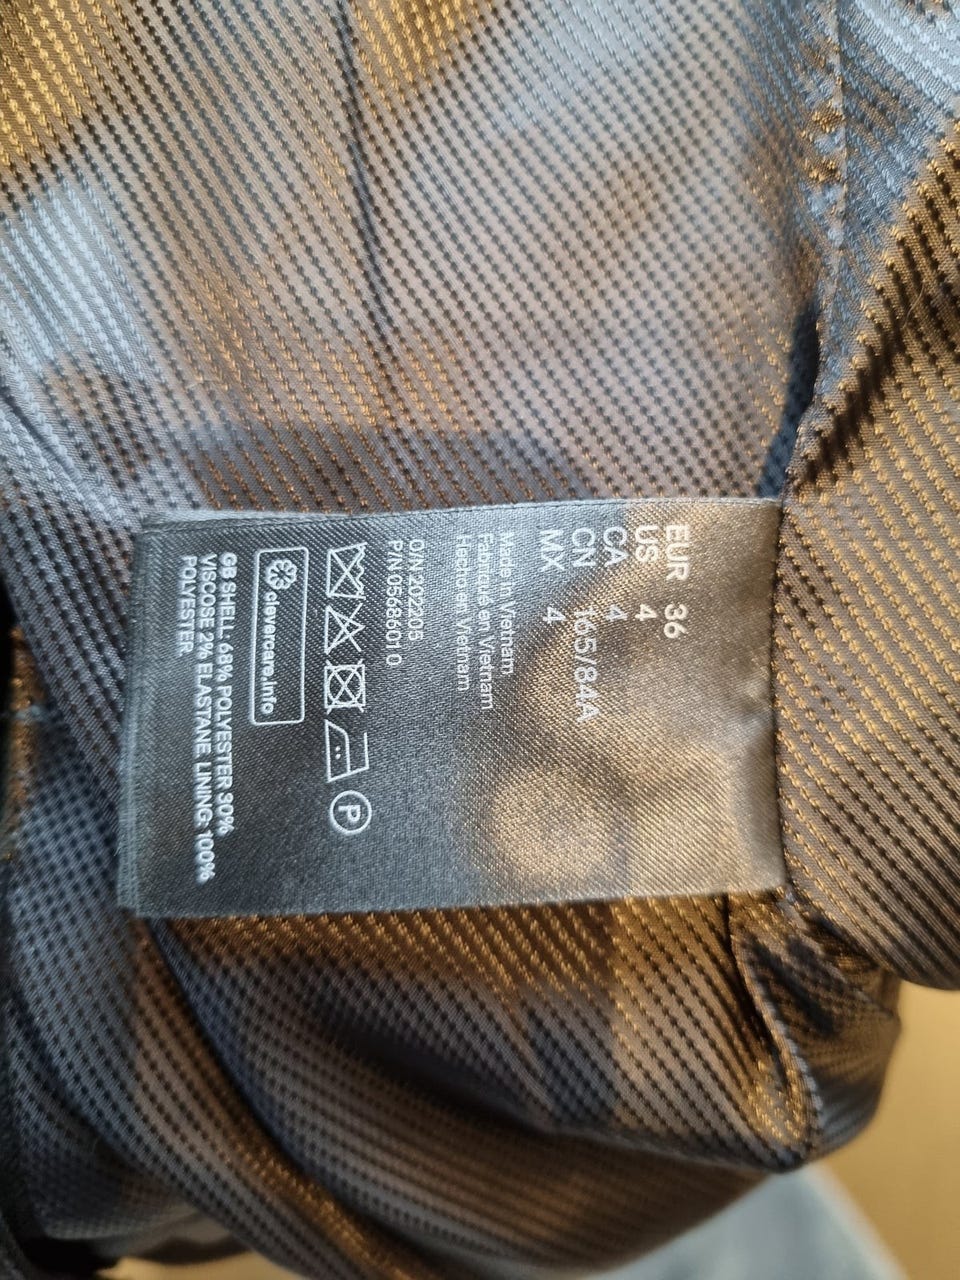 EUR 36
US 4
CA 4
CN 165/84A
MX 4
Made in Vietnam
Fabriqué en Vietnam
Hecho en Vietnam
O/N 202205
P/N 0568601 0
P
clevercare.info
GB SHELL: 68% POLYESTER 30%
VISCOSE 2% ELASTANE LINING: 100%
POLYESTER